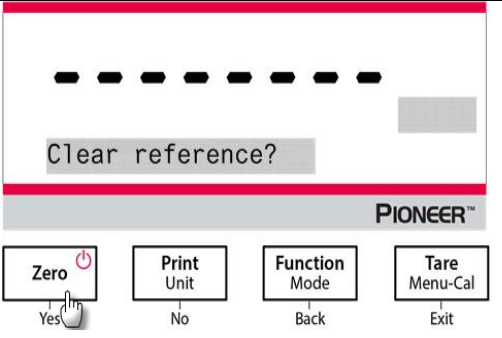 --------
Clear reference?
PIONEER™
Zero
Print
Unit
Function
Mode
Tare
Menu-Cal
Yes
No
Back
Exit